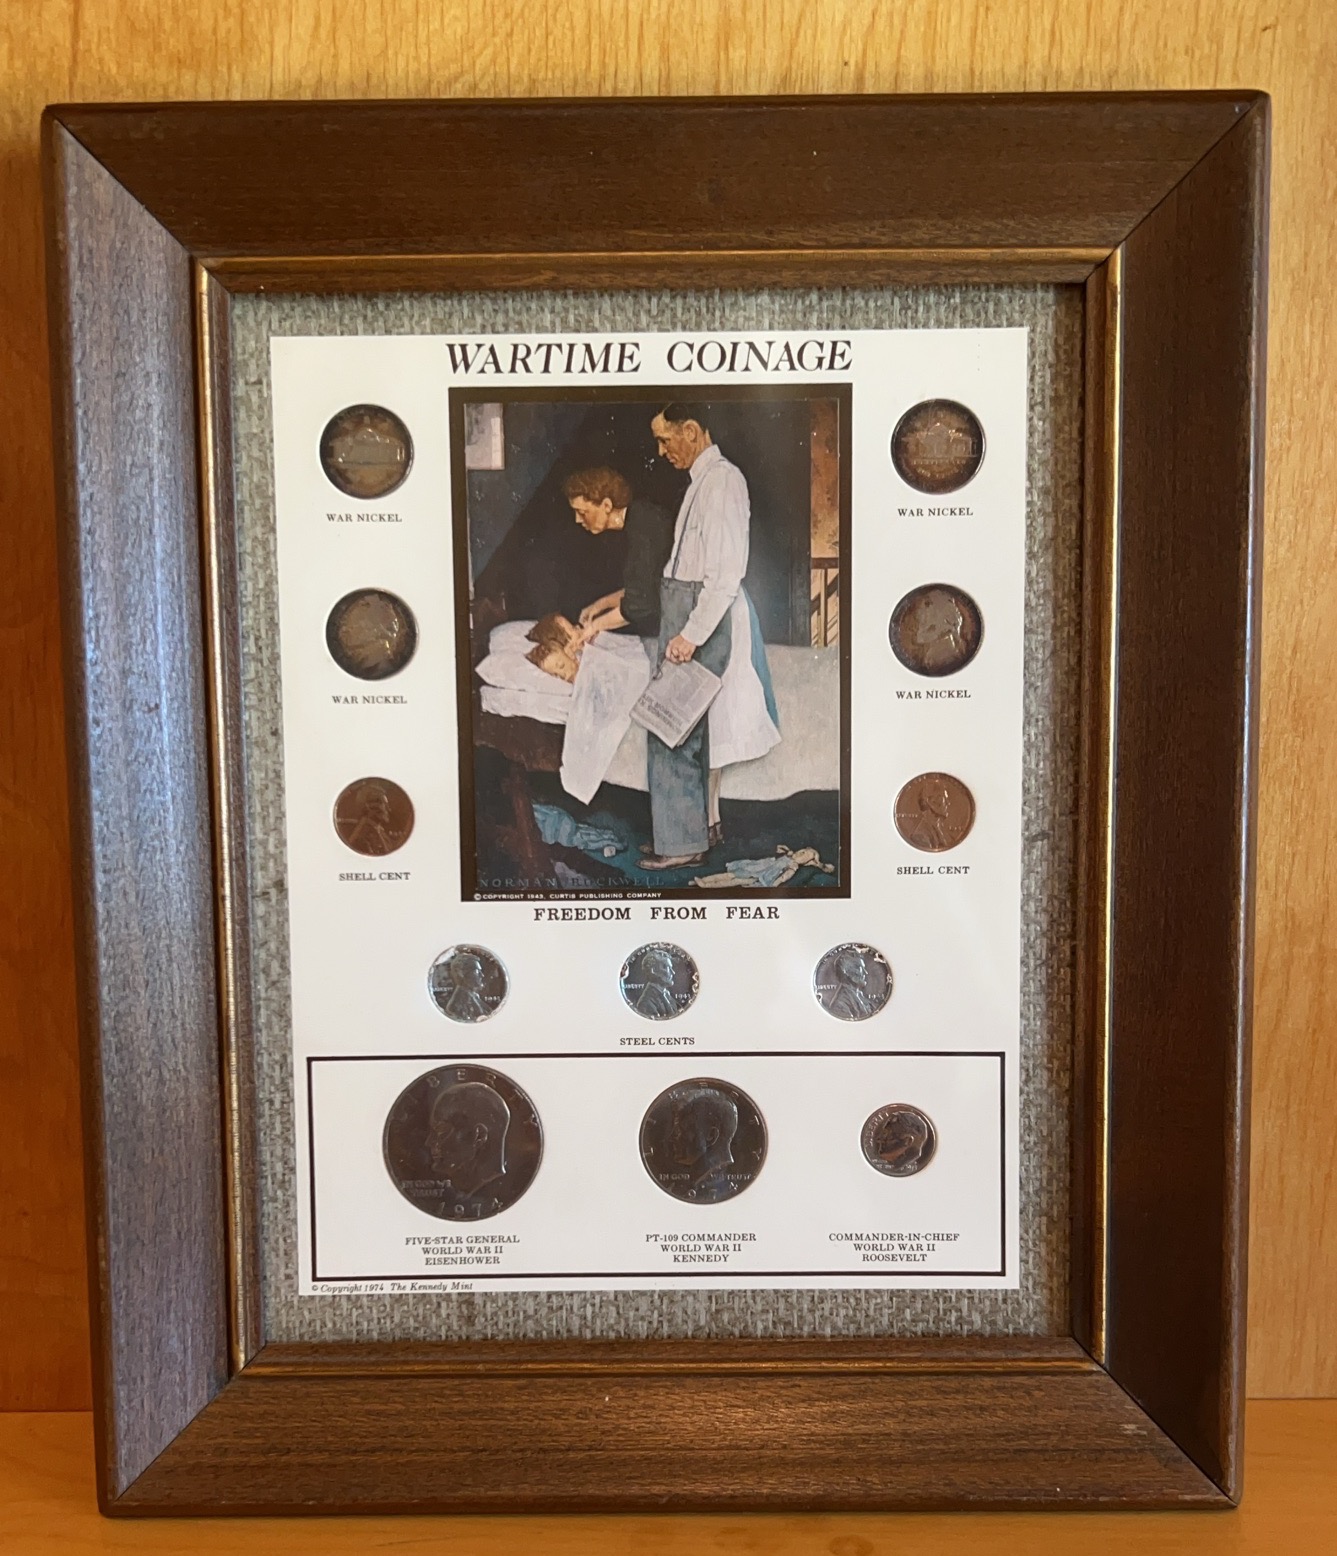 WARTIME COINAGE
WAR NICKEL
WAR NICKEL
WAR NICKEL
WAR NICKEL
SHELL CENT
SHELL CENT
NORMAN ROCKWELL
© COPYRIGHT 1943, CURTIS PUBLISHING COMPANY
FREEDOM FROM FEAR
LIBERTY
LIBERTY
STEEL CENTS
LIBERTY
IN GOD WE
TRUST
1974
LIBERTY
IN GOD WE TRUST
1974
LIBERTY
FIVE-STAR GENERAL
WORLD WAR II
EISENHOWER
PT-109 COMMANDER
WORLD WAR II
KENNEDY
COMMANDER-IN-CHIEF
WORLD WAR II
ROOSEVELT
© Copyright 1974 The Kennedy Mint